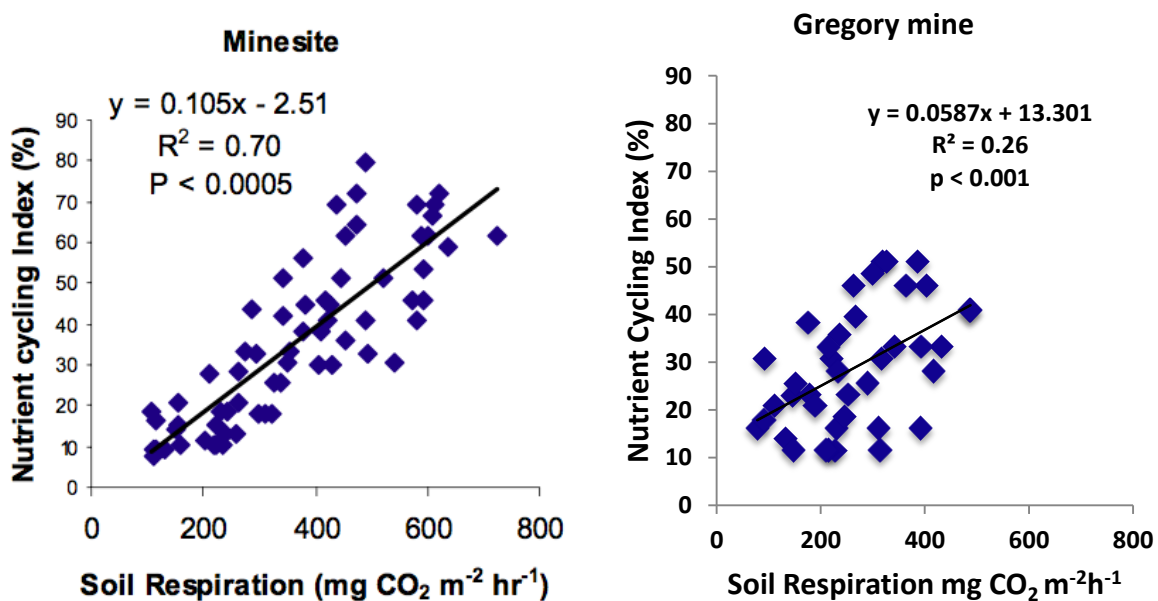 Minesite
y = 0.105x - 2.51
R² = 0.70
P < 0.0005
Nutrient cycling Index (%)
90
80
70
60
50
40
30
20
10
0
0 200 400 600 800
Soil Respiration (mg CO₂ m⁻² hr⁻¹)
Gregory mine
y = 0.0587x + 13.301
R² = 0.26
p < 0.001
Nutrient Cycling Index (%)
90
80
70
60
50
40
30
20
10
0
0 200 400 600 800
Soil Respiration mg CO₂ m⁻²h⁻¹